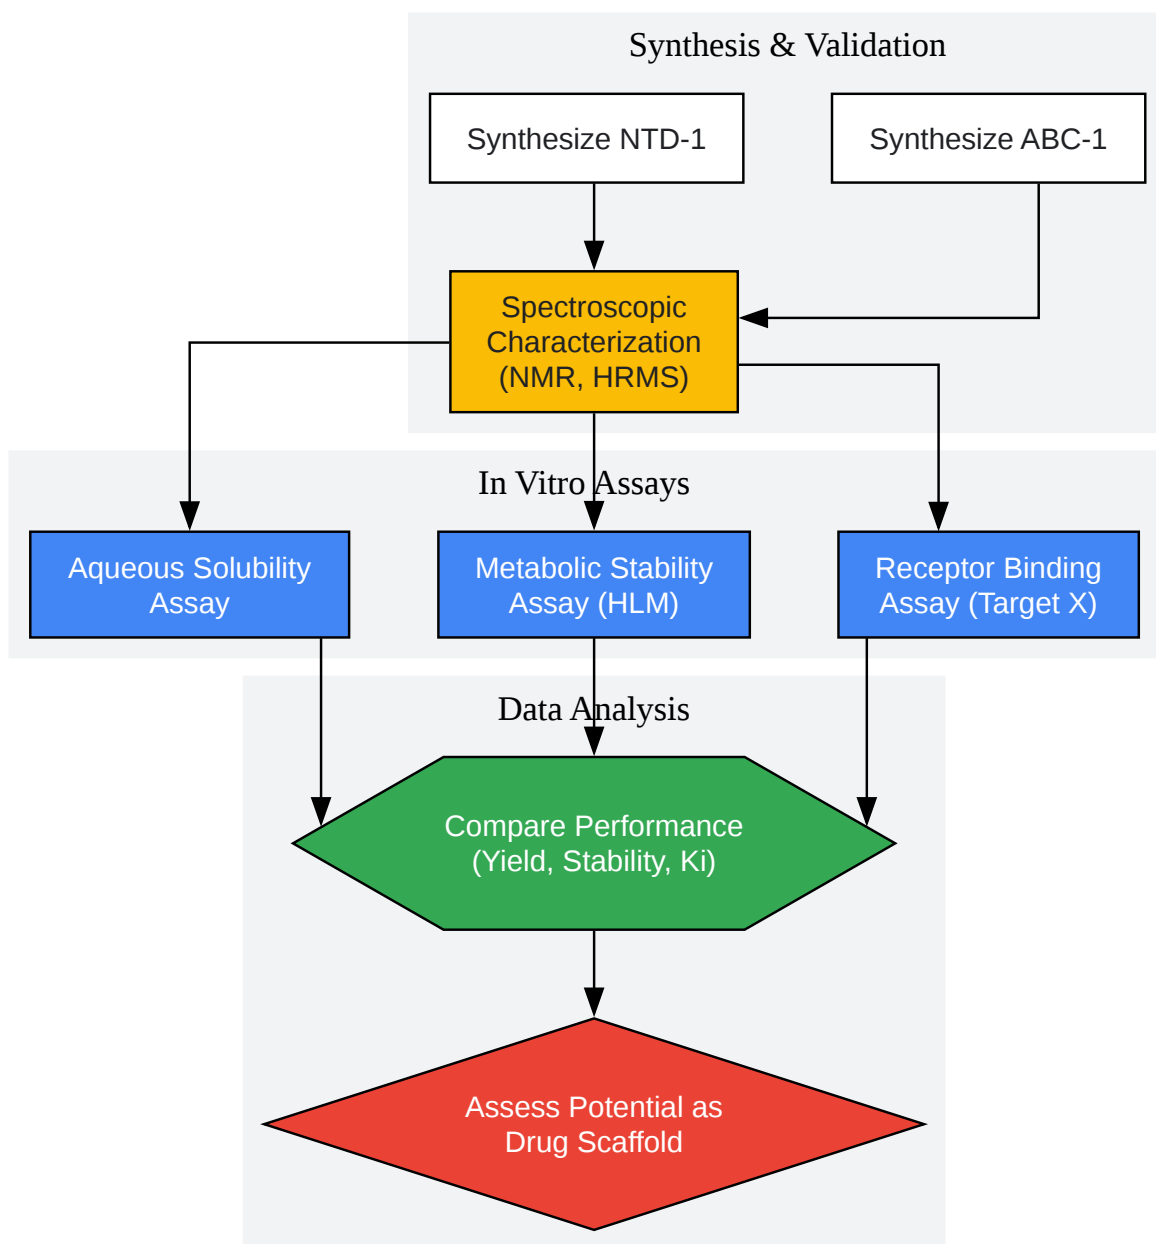 Synthesis & Validation
Synthesize NTD-1
Synthesize ABC-1
Spectroscopic
Characterization
(NMR, HRMS)
In Vitro Assays
Aqueous Solubility
Assay
Metabolic Stability
Assay (HLM)
Receptor Binding
Assay (Target X)
Data Analysis
Compare Performance
(Yield, Stability, Ki)
Assess Potential as
Drug Scaffold